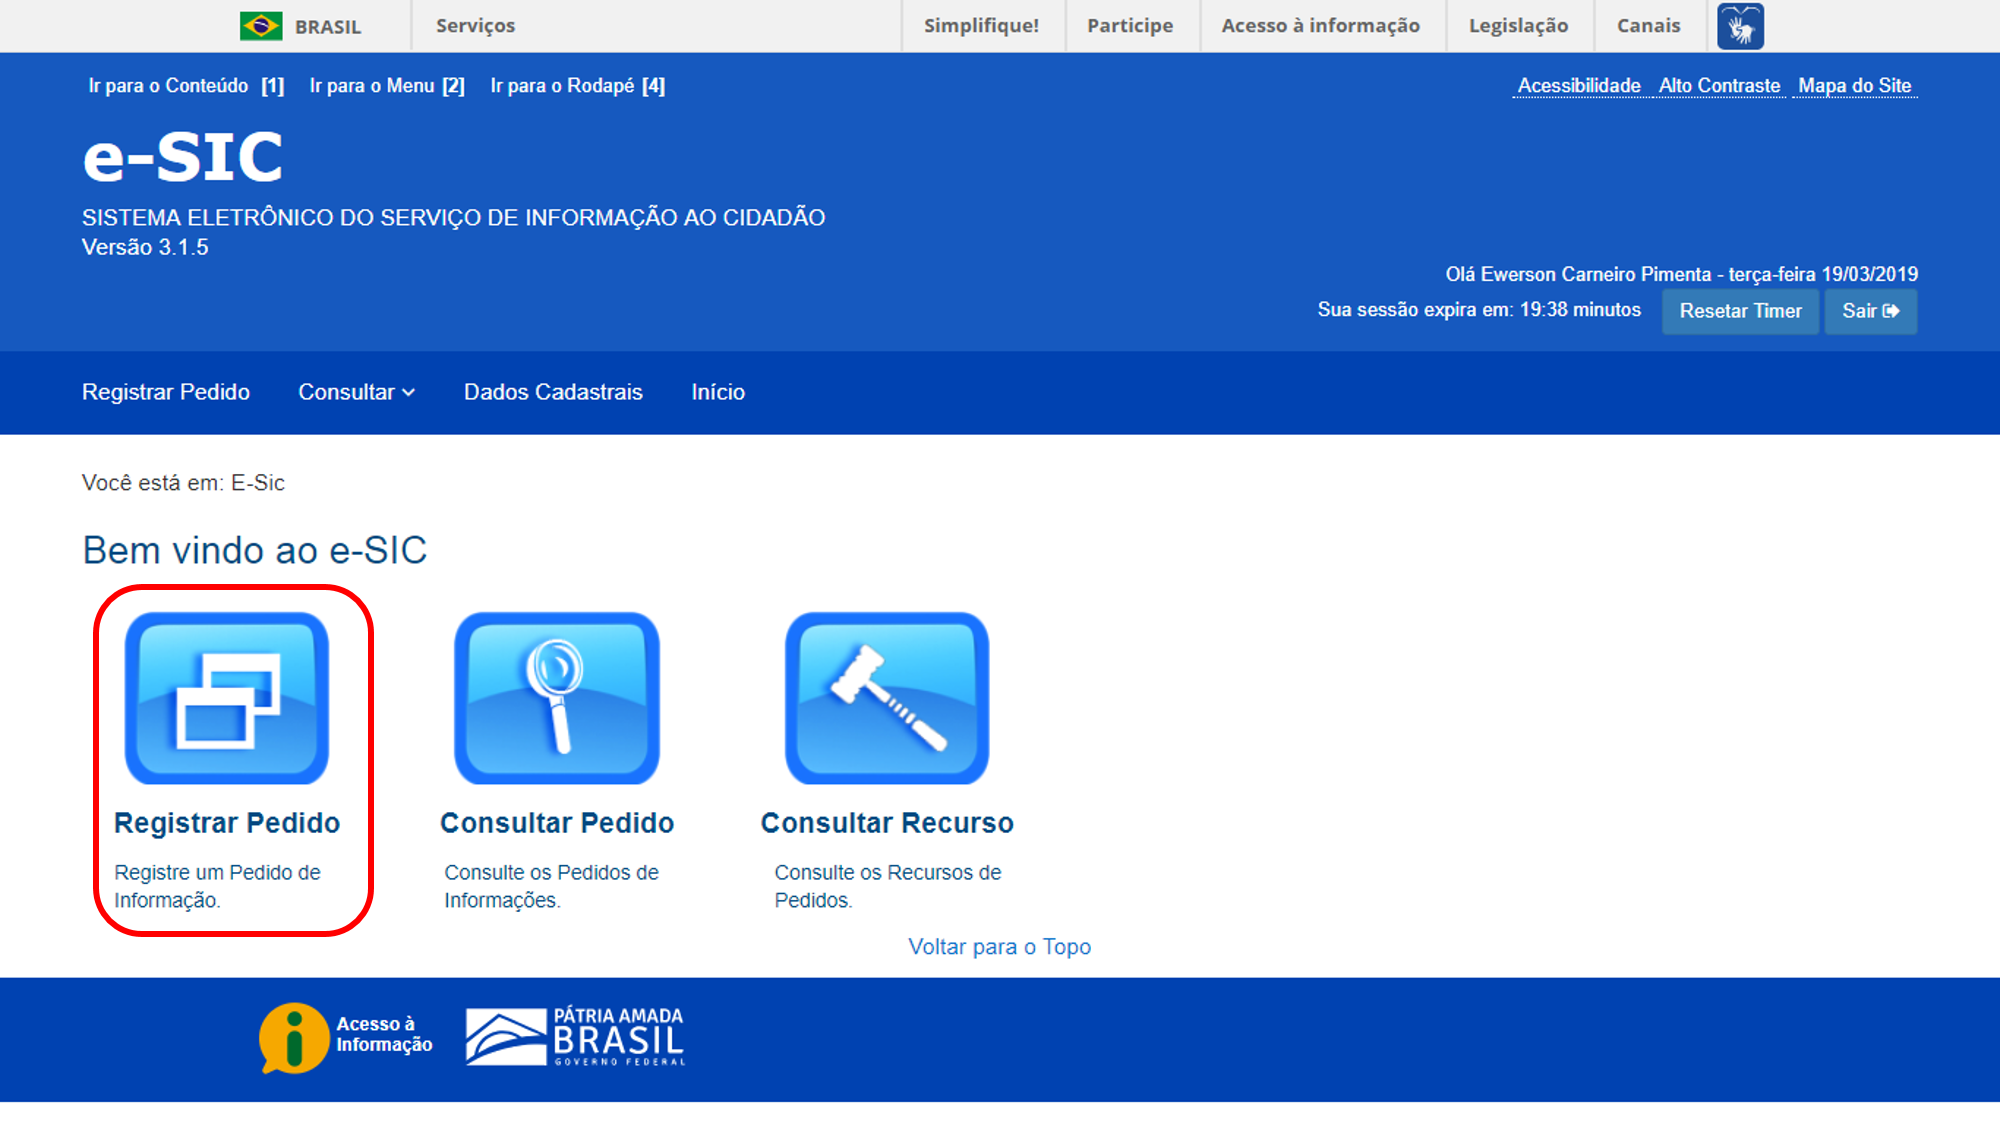 BRASIL Serviços Simplifique! Participe Acesso à informação Legislação Canais
Ir para o Conteúdo [1] Ir para o Menu [2] Ir para o Rodapé [4] Acessibilidade Alto Contraste Mapa do Site
e-SIC
SISTEMA ELETRÔNICO DO SERVIÇO DE INFORMAÇÃO AO CIDADÃO
Versão 3.1.5
Olá Ewerson Carneiro Pimenta - terça-feira 19/03/2019
Sua sessão expira em: 19:38 minutos Resetar Timer Sair
Registrar Pedido Consultar Dados Cadastrais Início
Você está em: E-Sic
Bem vindo ao e-SIC
Registrar Pedido
Registre um Pedido de
Informação.
Consultar Pedido
Consulte os Pedidos de
Informações.
Consultar Recurso
Consulte os Recursos de
Pedidos.
Voltar para o Topo
Acesso à
Informação
PÁTRIA AMADA
BRASIL
GOVERNO FEDERAL